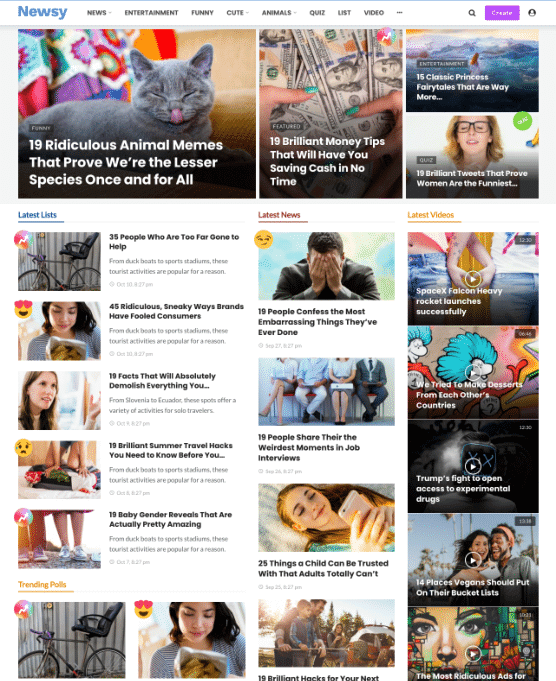 Newsy
NEWS ENTERTAINMENT FUNNY CUTE ANIMALS QUIZ LIST VIDEO ••• Create
FUNNY
19 Ridiculous Animal Memes
That Prove We're the Lesser
Species Once and for All
FEATURED
19 Brilliant Money Tips
That Will Have You
Saving Cash in No
Time
ENTERTAINMENT
15 Classic Princess
Fairytales That Are Way
More...
QUIZ
19 Brilliant Tweets That Prove
Women Are the Funniest...
Latest Lists
35 People Who Are Too Far Gone to
Help
From duck boats to sports stadiums, these
tourist activities are popular for a reason.
Oct 10, 8:27 pm
45 Ridiculous, Sneaky Ways Brands
Have Fooled Consumers
From duck boats to sports stadiums, these
tourist activities are popular for a reason.
Oct 10, 8:27 pm
19 Facts That Will Absolutely
Demolish Everything You...
From Slovenia to Ecuador, these spots offer a
variety of activities for solo travelers.
Oct 9, 8:27 pm
19 Brilliant Summer Travel Hacks
You Need to Know Before You...
From duck boats to sports stadiums, these
tourist activities are popular for a reason.
Oct 8, 8:27 pm
19 Baby Gender Reveals That Are
Actually Pretty Amazing
From duck boats to sports stadiums, these
tourist activities are popular for a reason.
Oct 7, 8:27 pm
Trending Polls
Latest News
19 People Confess the Most
Embarrassing Things They've
Ever Done
Sep 27, 8:27 pm
19 People Share Their the
Weirdest Moments in Job
Interviews
Sep 26, 8:27 pm
25 Things a Child Can Be Trusted
With That Adults Totally Can't
Sep 25, 8:27 pm
19 Brilliant Hacks for Your Next
Latest Videos
12:30
SpaceX Falcon Heavy
rocket launches
successfully
06:46
We Tried To Make Desserts
From Each Other's
Countries
12:30
Trump's fight to open
access to experimental
drugs
13:38
14 Places Vegans Should Put
On Their Bucket Lists
The Most Ridiculous Ads for